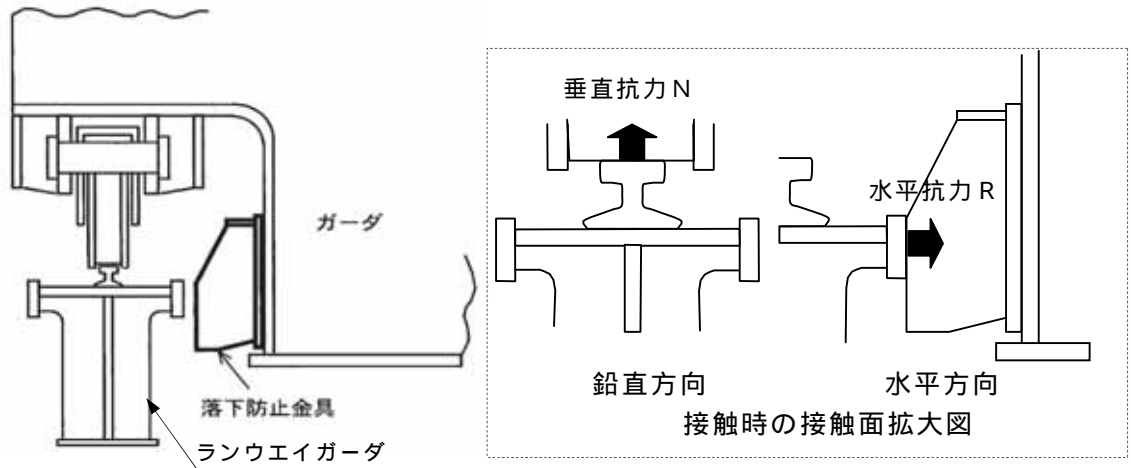 ガーダ
落下防止金具
ランウエイガーダ
垂直抗力N
水平抗力R
鉛直方向
水平方向
接触時の接触面拡大図